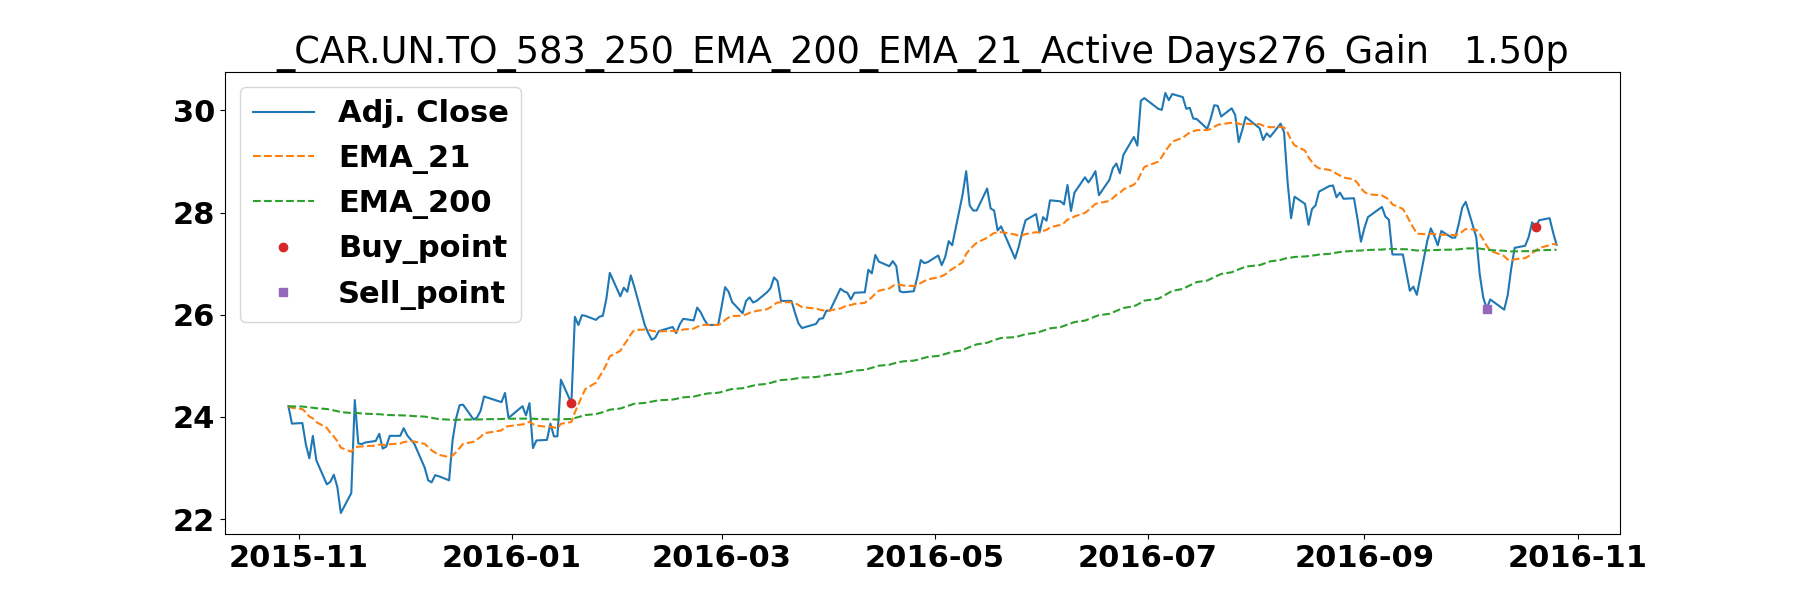 _CAR.UN.TO_583_250_EMA_200_EMA_21_Active Days276_Gain   1.50p
30
28
26
24
22
Adj. Close
EMA_21
EMA_200
Buy_point
Sell_point
2015-11 2016-01 2016-03 2016-05 2016-07 2016-09 2016-11